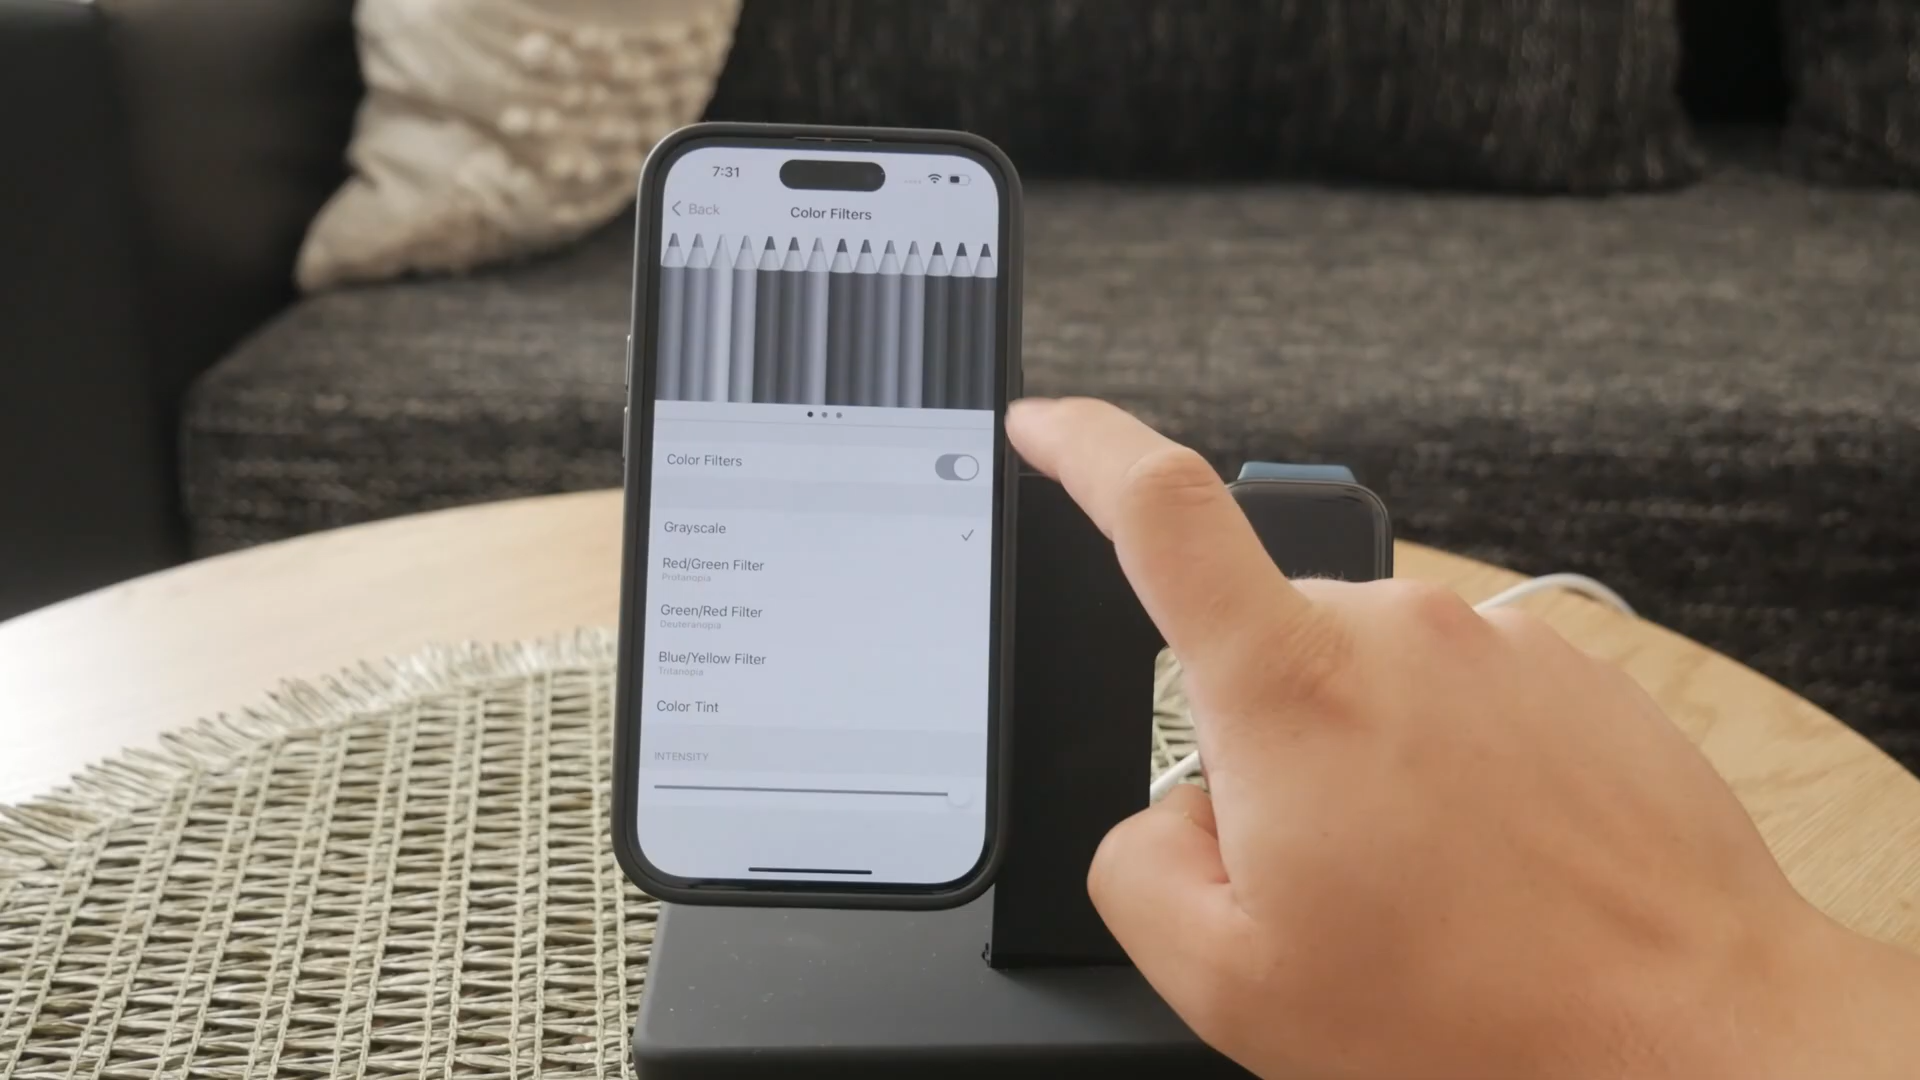 7:31
Back
Color Filters
Color Filters
Grayscale
Red/Green Filter
Protanopia
Green/Red Filter
Deuteranopia
Blue/Yellow Filter
Tritanopia
Color Tint
INTENSITY